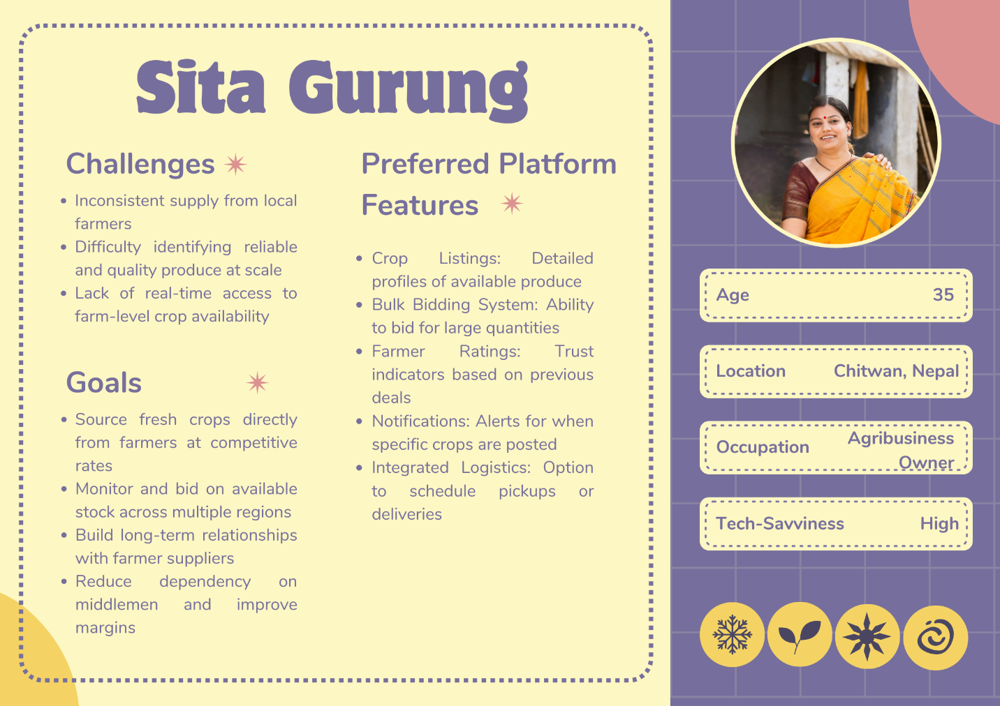 Sita Gurung
Challenges
Inconsistent supply from local
farmers
Difficulty identifying reliable
and quality produce at scale
Lack of real-time access to
farm-level crop availability
Goals
Source fresh crops directly
from farmers at competitive
rates
Monitor and bid on available
stock across multiple regions
Build long-term relationships
with farmer suppliers
Reduce dependency on
middlemen and improve
margins
Preferred Platform
Features
Crop Listings: Detailed
profiles of available produce
Bulk Bidding System: Ability
to bid for large quantities
Farmer Ratings: Trust
indicators based on previous
deals
Notifications: Alerts for when
specific crops are posted
Integrated Logistics: Option
to schedule pickups or
deliveries
Age 35
Location Chitwan, Nepal
Occupation Agribusiness
Owner
Tech-Savviness High